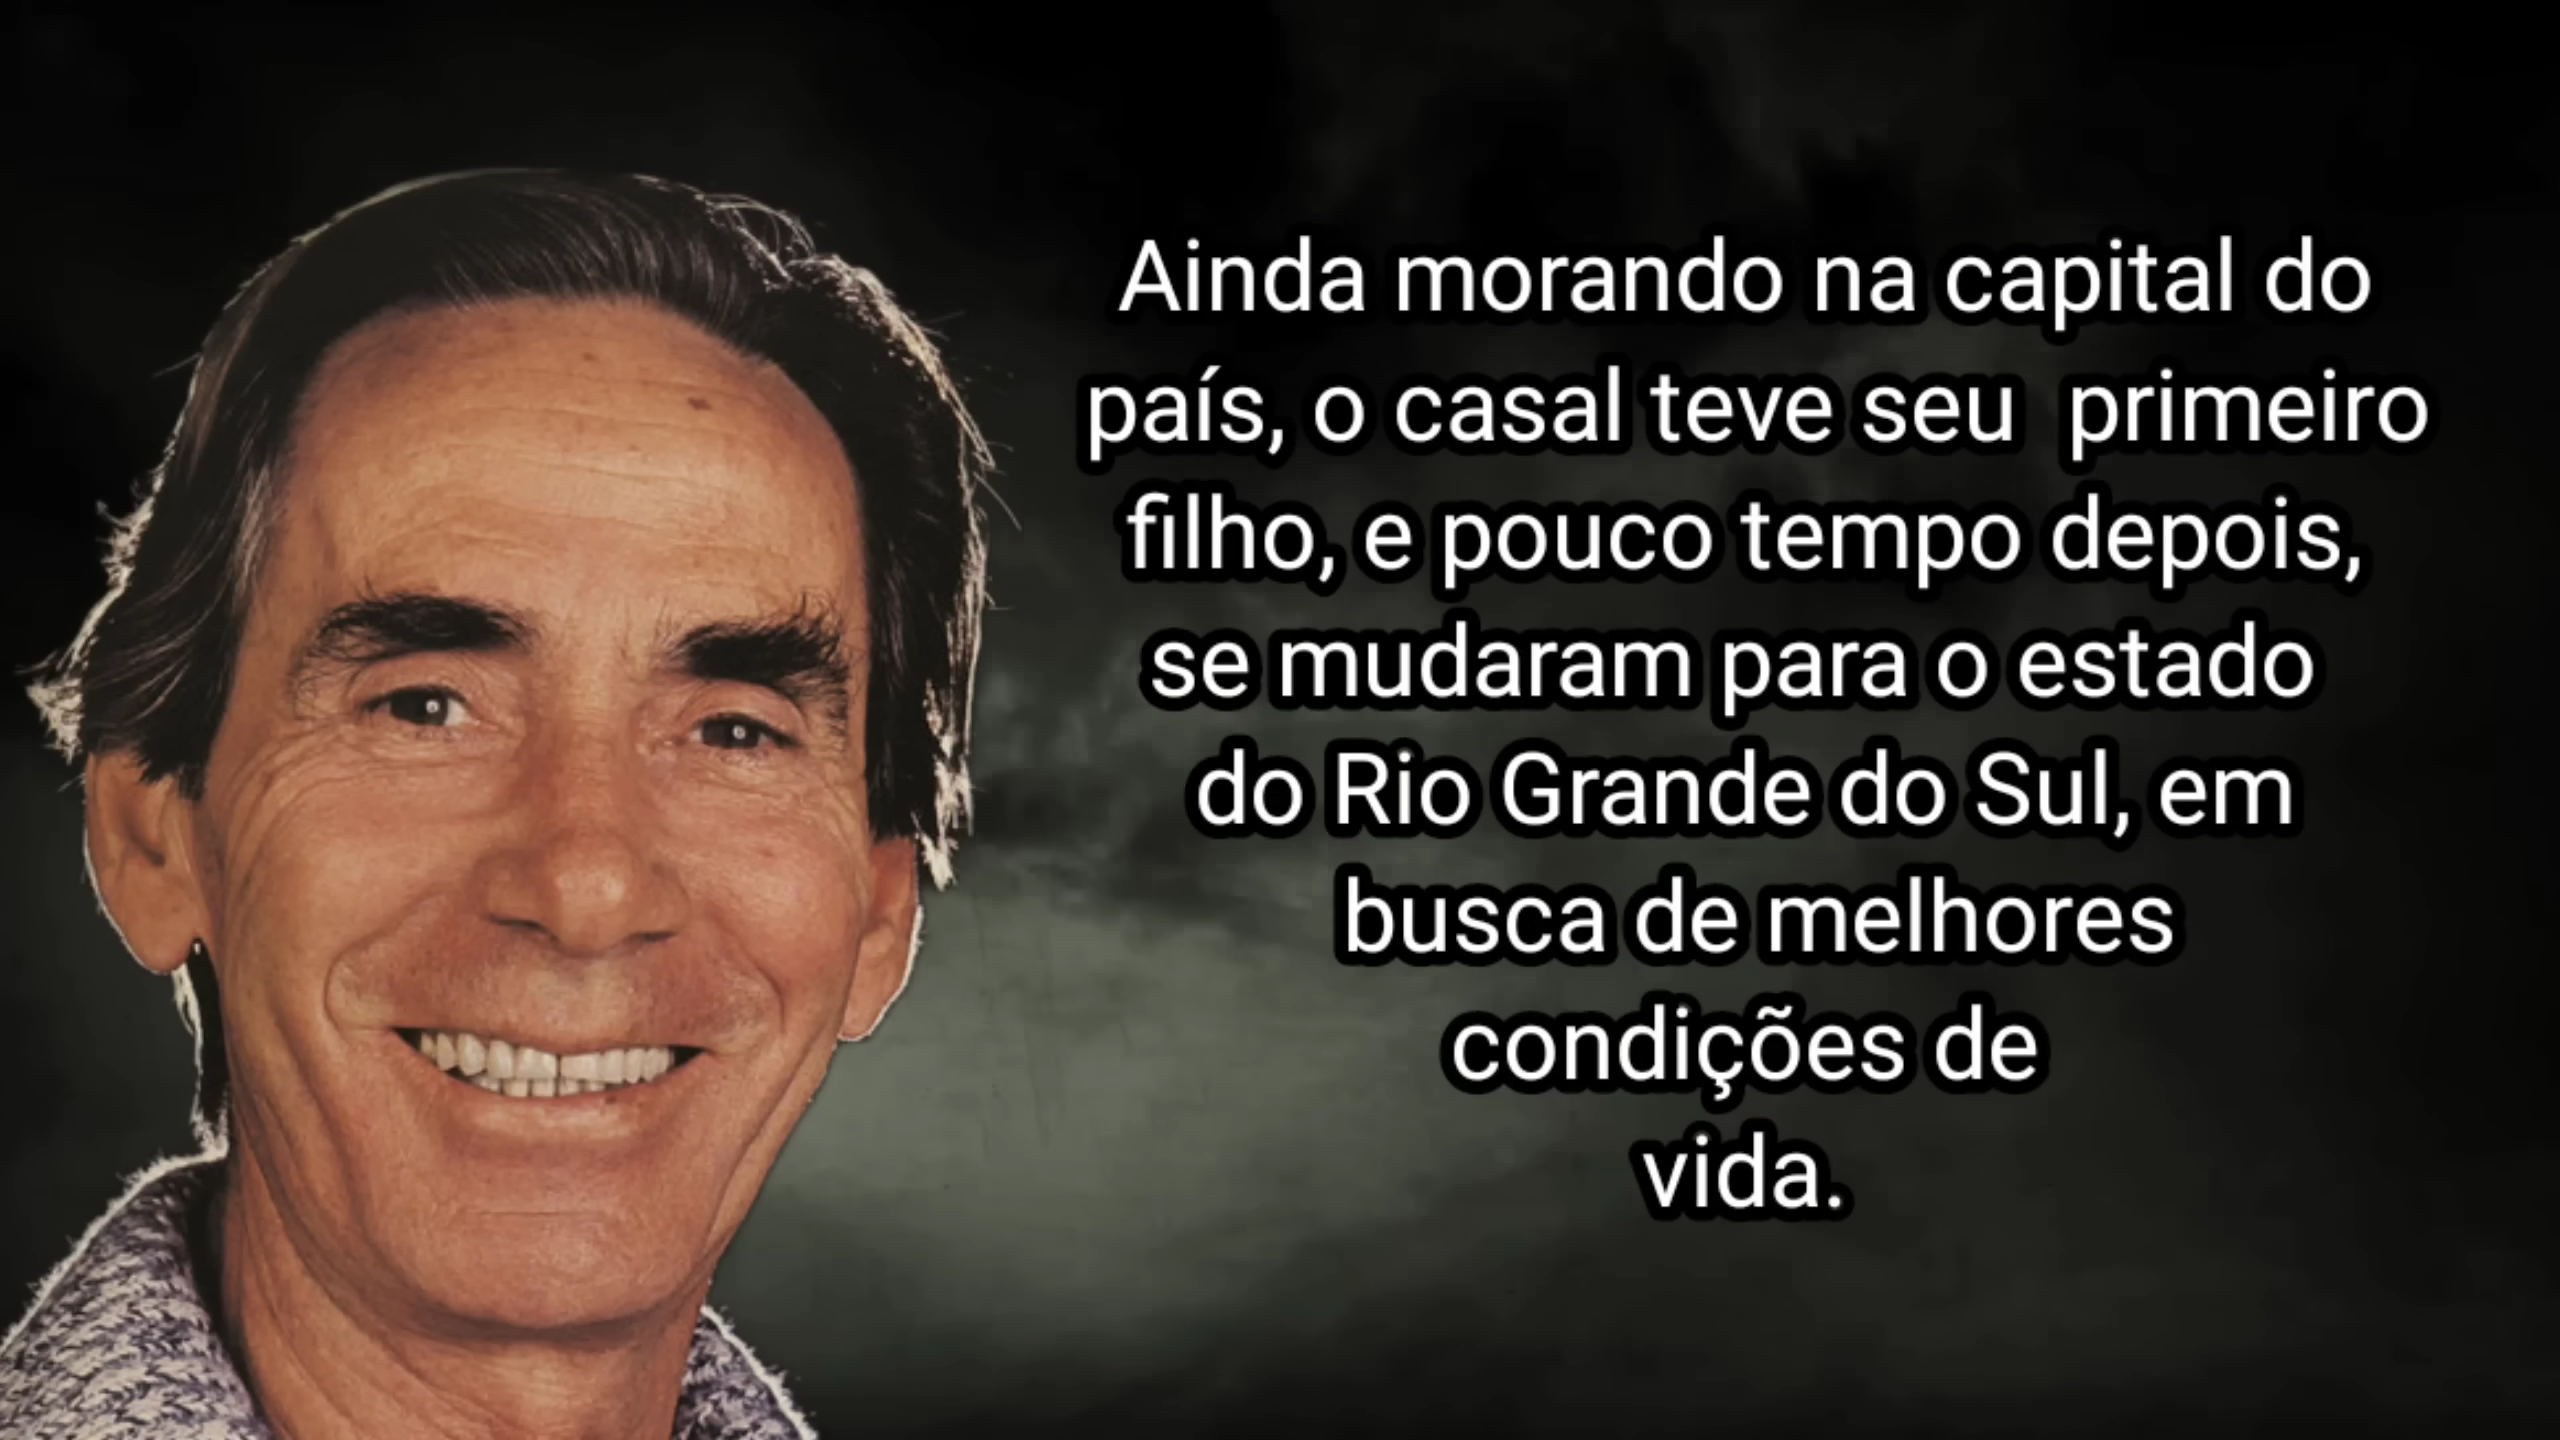 Ainda morando na capital do
país, o casal teve seu  primeiro
filho, e pouco tempo depois,
se mudaram para o estado
do Rio Grande do Sul, em
busca de melhores
condições de
vida.